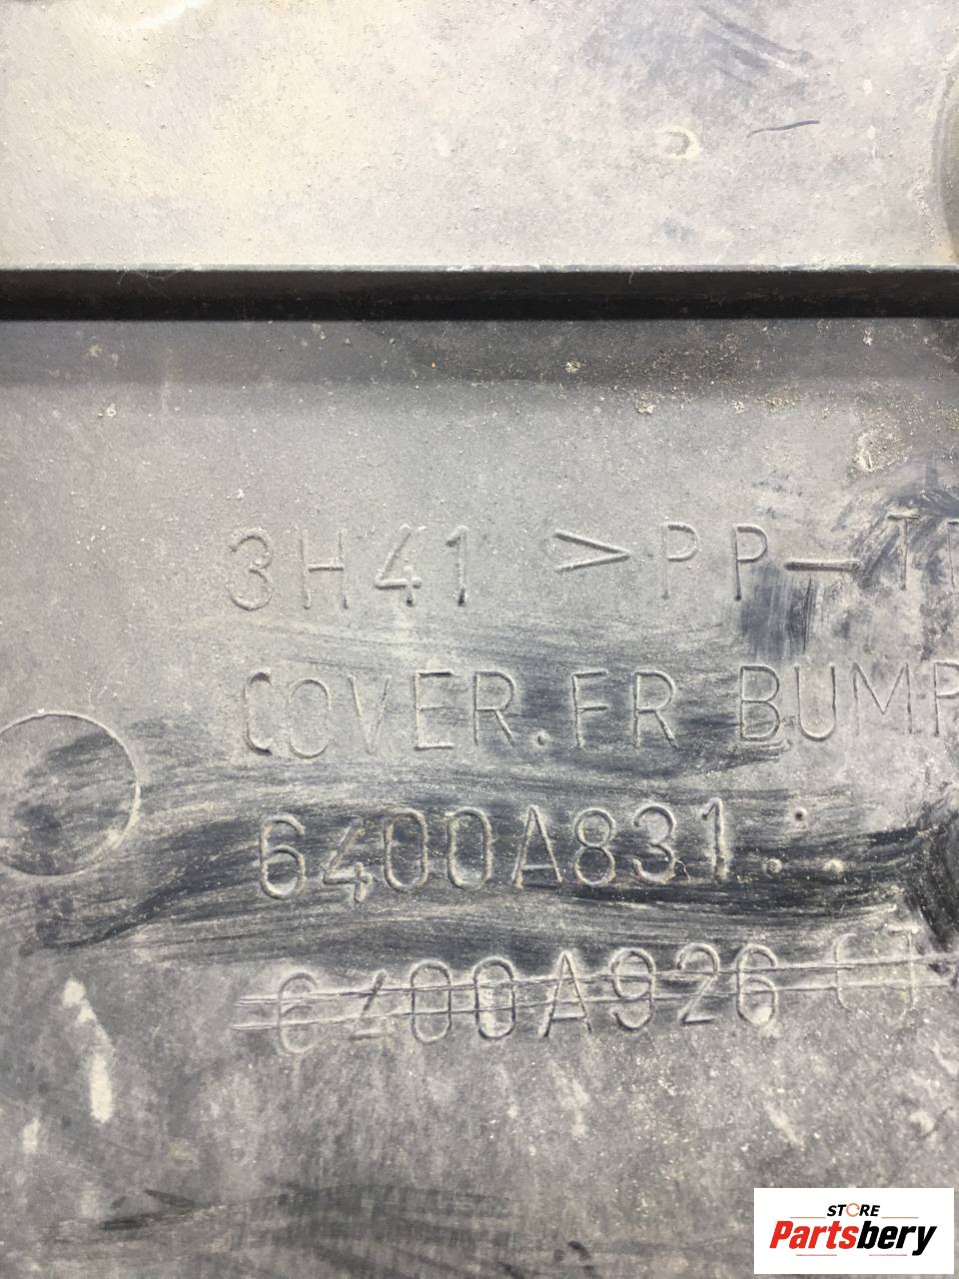 3H41 >PP-T
COVER.FR BUMP
6400A831
6400A926
STORE
Partsbery